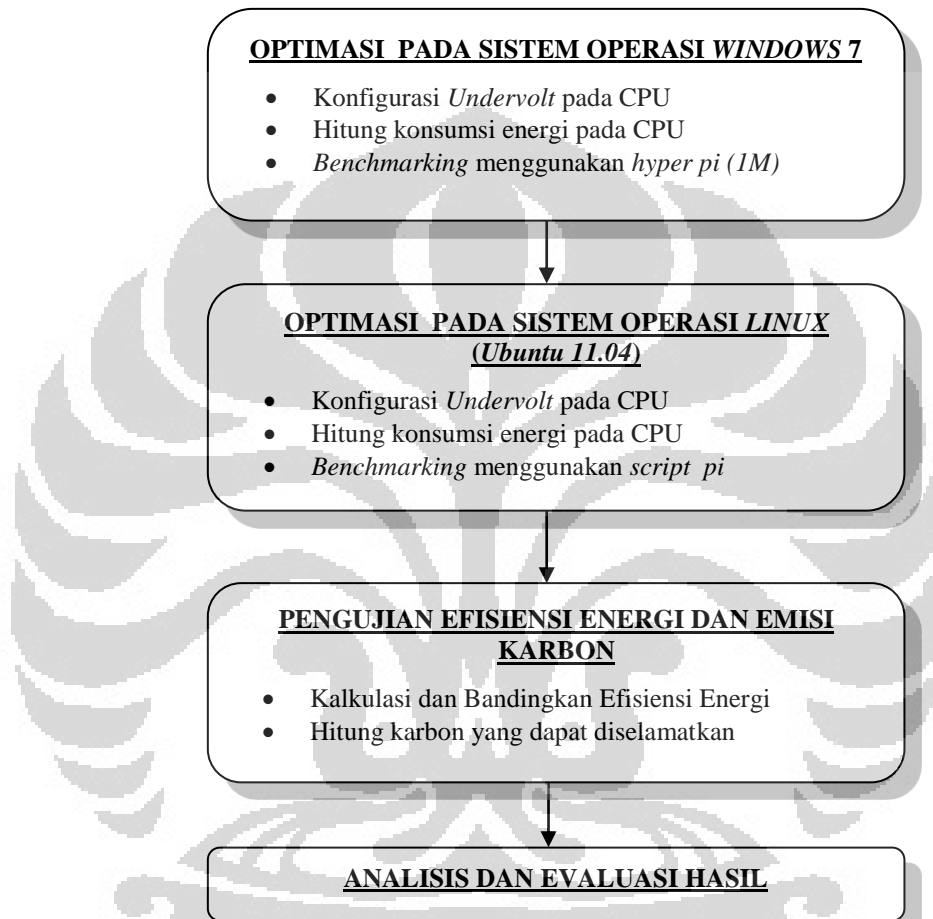 OPTIMASI PADA SISTEM OPERASI WINDOWS 7
• Konfigurasi Undervolt pada CPU
• Hitung konsumsi energi pada CPU
• Benchmarking menggunakan hyper pi (1M)
OPTIMASI PADA SISTEM OPERASI LINUX
(Ubuntu 11.04)
• Konfigurasi Undervolt pada CPU
• Hitung konsumsi energi pada CPU
• Benchmarking menggunakan script pi
PENGUJIAN EFISIENSI ENERGI DAN EMISI
KARBON
• Kalkulasi dan Bandingkan Efisiensi Energi
• Hitung karbon yang dapat diselamatkan
ANALISIS DAN EVALUASI HASIL